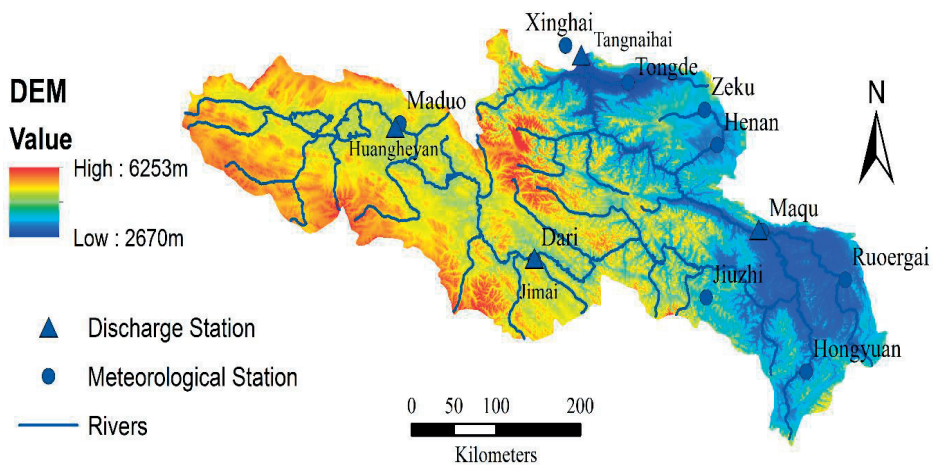 Xinghai
Tangnaihai
Tongde
Zeku
Henan
N
DEM
Value
High : 6253m
Low : 2670m
Maduo
Huangheyan
Maqu
Dari
Jimai
Ruoergai
Jiuzhi
Hongyuan
Discharge Station
Meteorological Station
Rivers
0 50 100 200
Kilometers